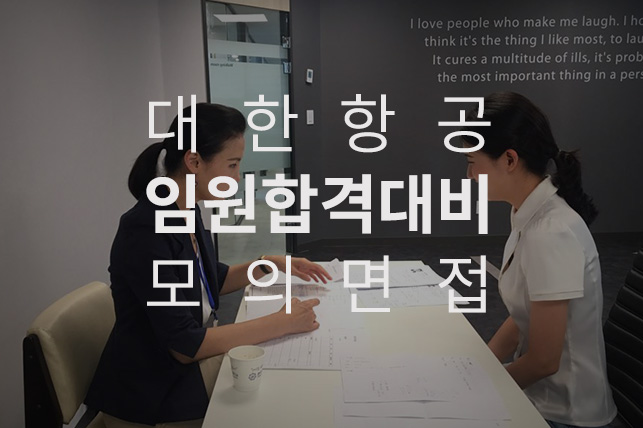 I love people who make me laugh. I ho
think it's the thing I like most, to lau
It cures a multitude of ills, it's prob
the most important thing in a pers
대한항공
임원합격대비
모의면접